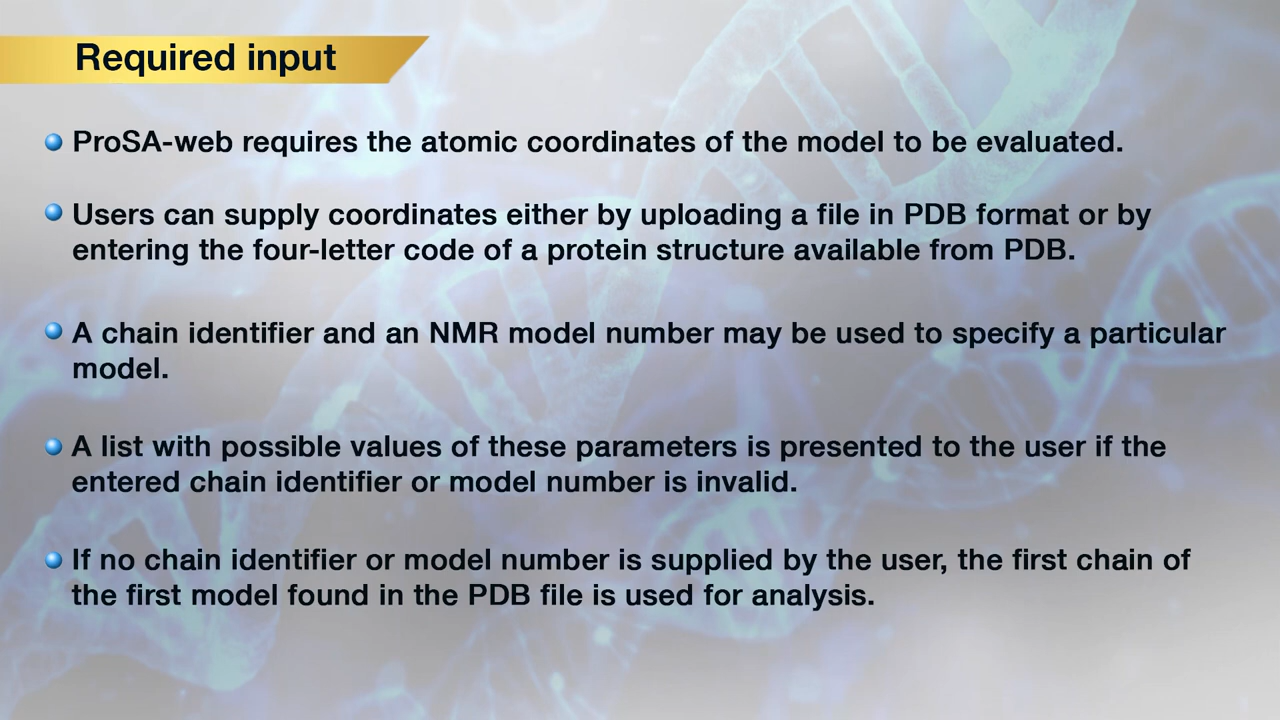 Required input
ProSA-web requires the atomic coordinates of the model to be evaluated.
Users can supply coordinates either by uploading a file in PDB format or by
entering the four-letter code of a protein structure available from PDB.
A chain identifier and an NMR model number may be used to specify a particular
model.
A list with possible values of these parameters is presented to the user if the
entered chain identifier or model number is invalid.
If no chain identifier or model number is supplied by the user, the first chain of
the first model found in the PDB file is used for analysis.